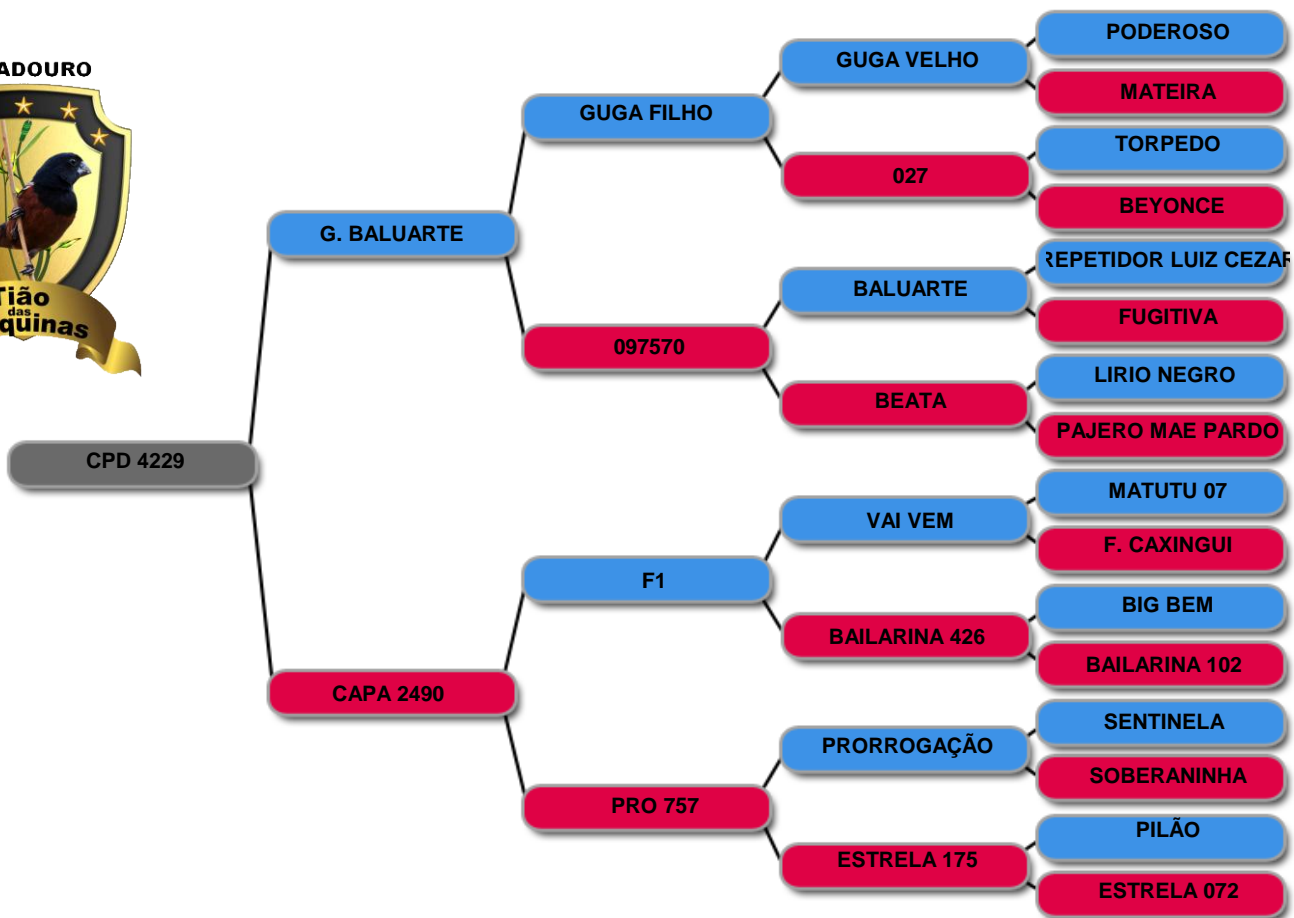 ADOURO
Tião
das
quinas
CPD 4229
G. BALUARTE
CAPA 2490
GUGA FILHO
097570
F1
PRO 757
GUGA VELHO
027
BALUARTE
BEATA
VAI VEM
BAILARINA 426
PRORROGAÇÃO
ESTRELA 175
PODEROSO
MATEIRA
TORPEDO
BEYONCE
REPETIDOR LUIZ CEZAR
FUGITIVA
LIRIO NEGRO
PAJERO MAE PARDO
MATUTU 07
F. CAXINGUI
BIG BEM
BAILARINA 102
SENTINELA
SOBERANINHA
PILÃO
ESTRELA 072